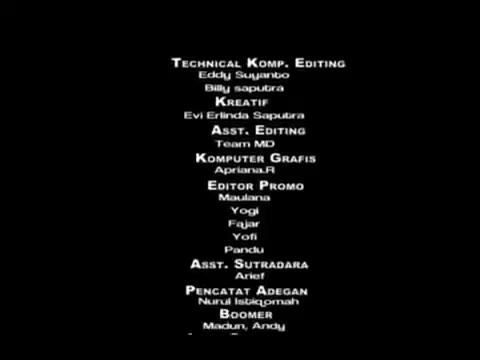 TECHNICAL KOMP. EDITING
Eddy Suyanto
Billy saputra
KREATIF
Evi Erlinda Saputra
ASST. EDITING
Team MD
KOMPUTER GRAFIS
Apriana.R
EDITOR PROMO
Maulana
Yogi
Fajar
Yofi
Pandu
ASST. SUTRADARA
Arief
PENCATAT ADEGAN
Nurul Istiqomah
BOOMER
Madun, Andy